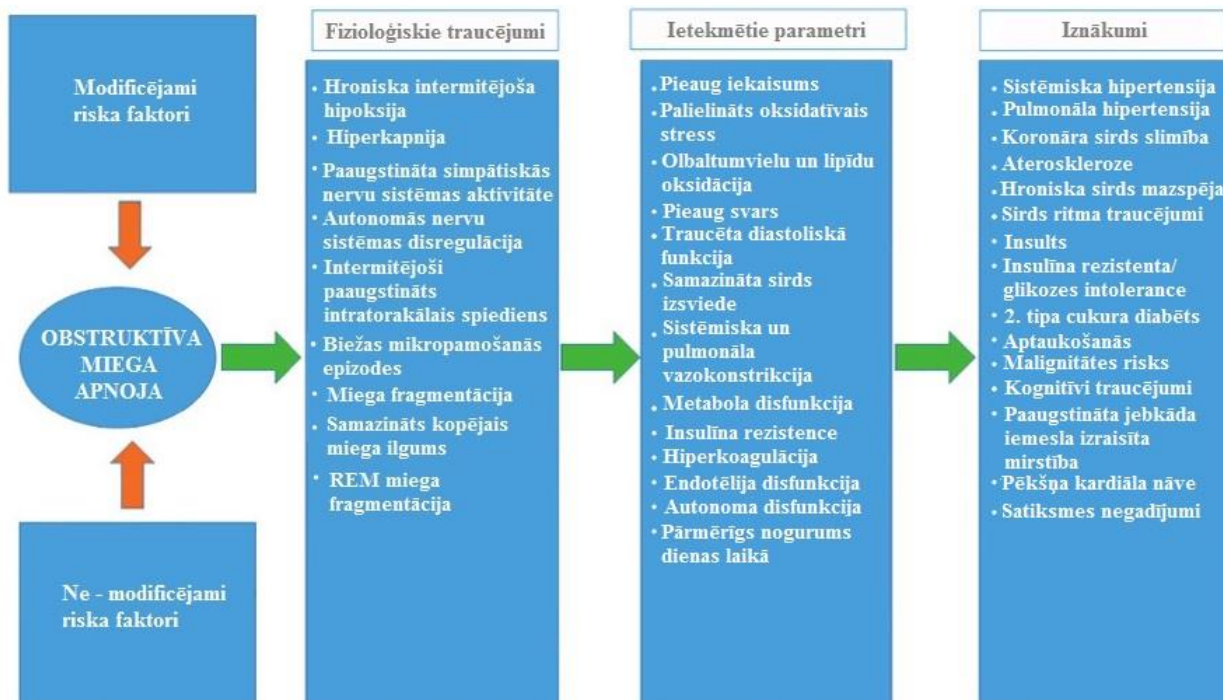 Modificējami
riska faktori
OBSTRUKTĪVA
MIEGA
APNOJA
Ne - modificējami
riska faktori
Fizioloģiskie traucējumi
• Hroniska intermitējoša
hipoksija
• Hiperkapnija
• Paaugstināta simpātiskās
nervu sistēmas aktivitāte
• Autonomās nervu
sistēmas disregulācija
• Intermitējoši
paaugstināts
intratorakālais spiediens
• Biežas mikropamošanās
epizodes
• Miega fragmentācija
• Samazināts kopējais
miega ilgums
• REM miega
fragmentācija
Ietekmētie parametri
• Pieaug iekaisums
• Palielināts oksidatīvais
stress
• Olbaltumvielu un lipīdu
oksidācija
• Pieaug svars
• Traucēta diastoliskā
funkcija
• Samazināta sirds
izsviede
• Sistēmiska un
pulmonāla
vazokonstrikcija
• Metabola disfunkcija
• Insulīna rezistence
• Hiperkoagulācija
• Endotēlija disfunkcija
• Autonoma disfunkcija
• Pārmērīgs nogurums
dienas laikā
Iznākumi
• Sistēmiska hipertensija
• Pulmonāla hipertensija
• Koronāra sirds slimība
• Ateroskleroze
• Hroniska sirds mazspēja
• Sirds ritma traucējumi
• Insults
• Insulīna rezistenta/
glikozes intolerance
• 2. tipa cukura diabēts
• Aptaukošanās
• Malignitātes risks
• Kognitīvi traucējumi
• Paaugstināta jebkāda
iemesla izraisīta
mirstība
• Pēkšņa kardiāla nāve
• Satiksmes negadījumi